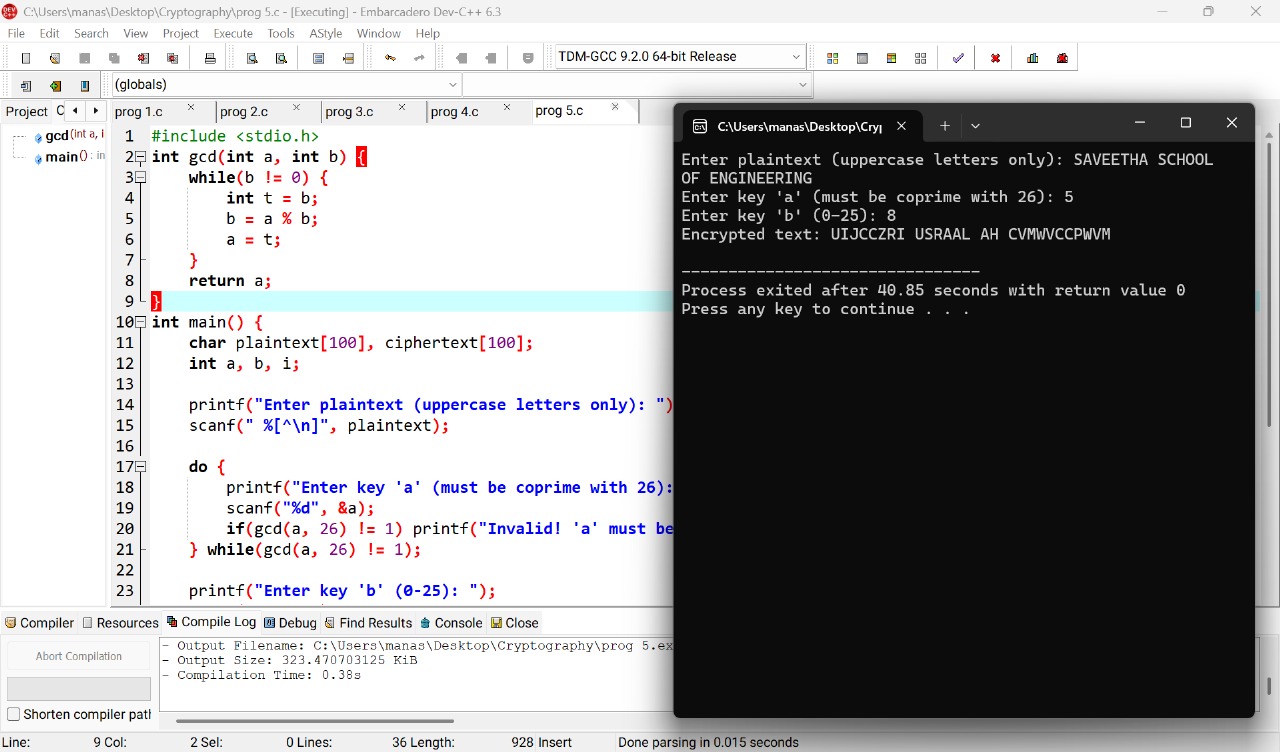 C:\Users\manas\Desktop\Cryptography\prog 5.c - [Executing] - Embarcadero Dev-C++ 6.3
File Edit Search View Project Execute Tools AStyle Window Help
TDM-GCC 9.2.0 64-bit Release
(globals)
Project C prog 1.c prog 2.c prog 3.c prog 4.c prog 5.c
gcd (int a, i
main () : in
1 #include <stdio.h>
2 int gcd(int a, int b) {
3 while(b != 0) {
4 int t = b;
5 b = a % b;
6 a = t;
7 }
8 return a;
9 }
10 int main() {
11 char plaintext[100], ciphertext[100];
12 int a, b, i;
13
14 printf("Enter plaintext (uppercase letters only): ")
15 scanf(" %[^\n]", plaintext);
16
17 do {
18 printf("Enter key 'a' (must be coprime with 26):
19 scanf("%d", &a);
20 if(gcd(a, 26) != 1) printf("Invalid! 'a' must be
21 } while(gcd(a, 26) != 1);
22
23 printf("Enter key 'b' (0-25): ");
C:\Users\manas\Desktop\Cry
Enter plaintext (uppercase letters only): SAVEETHA SCHOOL
OF ENGINEERING
Enter key 'a' (must be coprime with 26): 5
Enter key 'b' (0-25): 8
Encrypted text: UIJCCZRI USRAAL AH CVMWVCCPWVM
--------------------------------
Process exited after 40.85 seconds with return value 0
Press any key to continue . . .
Compiler Resources Compile Log Debug Find Results Console Close
Abort Compilation
Shorten compiler path
- Output Filename: C:\Users\manas\Desktop\Cryptography\prog 5.ex
- Output Size: 323.470703125 KiB
- Compilation Time: 0.38s
Line: 9 Col: 2 Sel: 0 Lines: 36 Length: 928 Insert Done parsing in 0.015 seconds